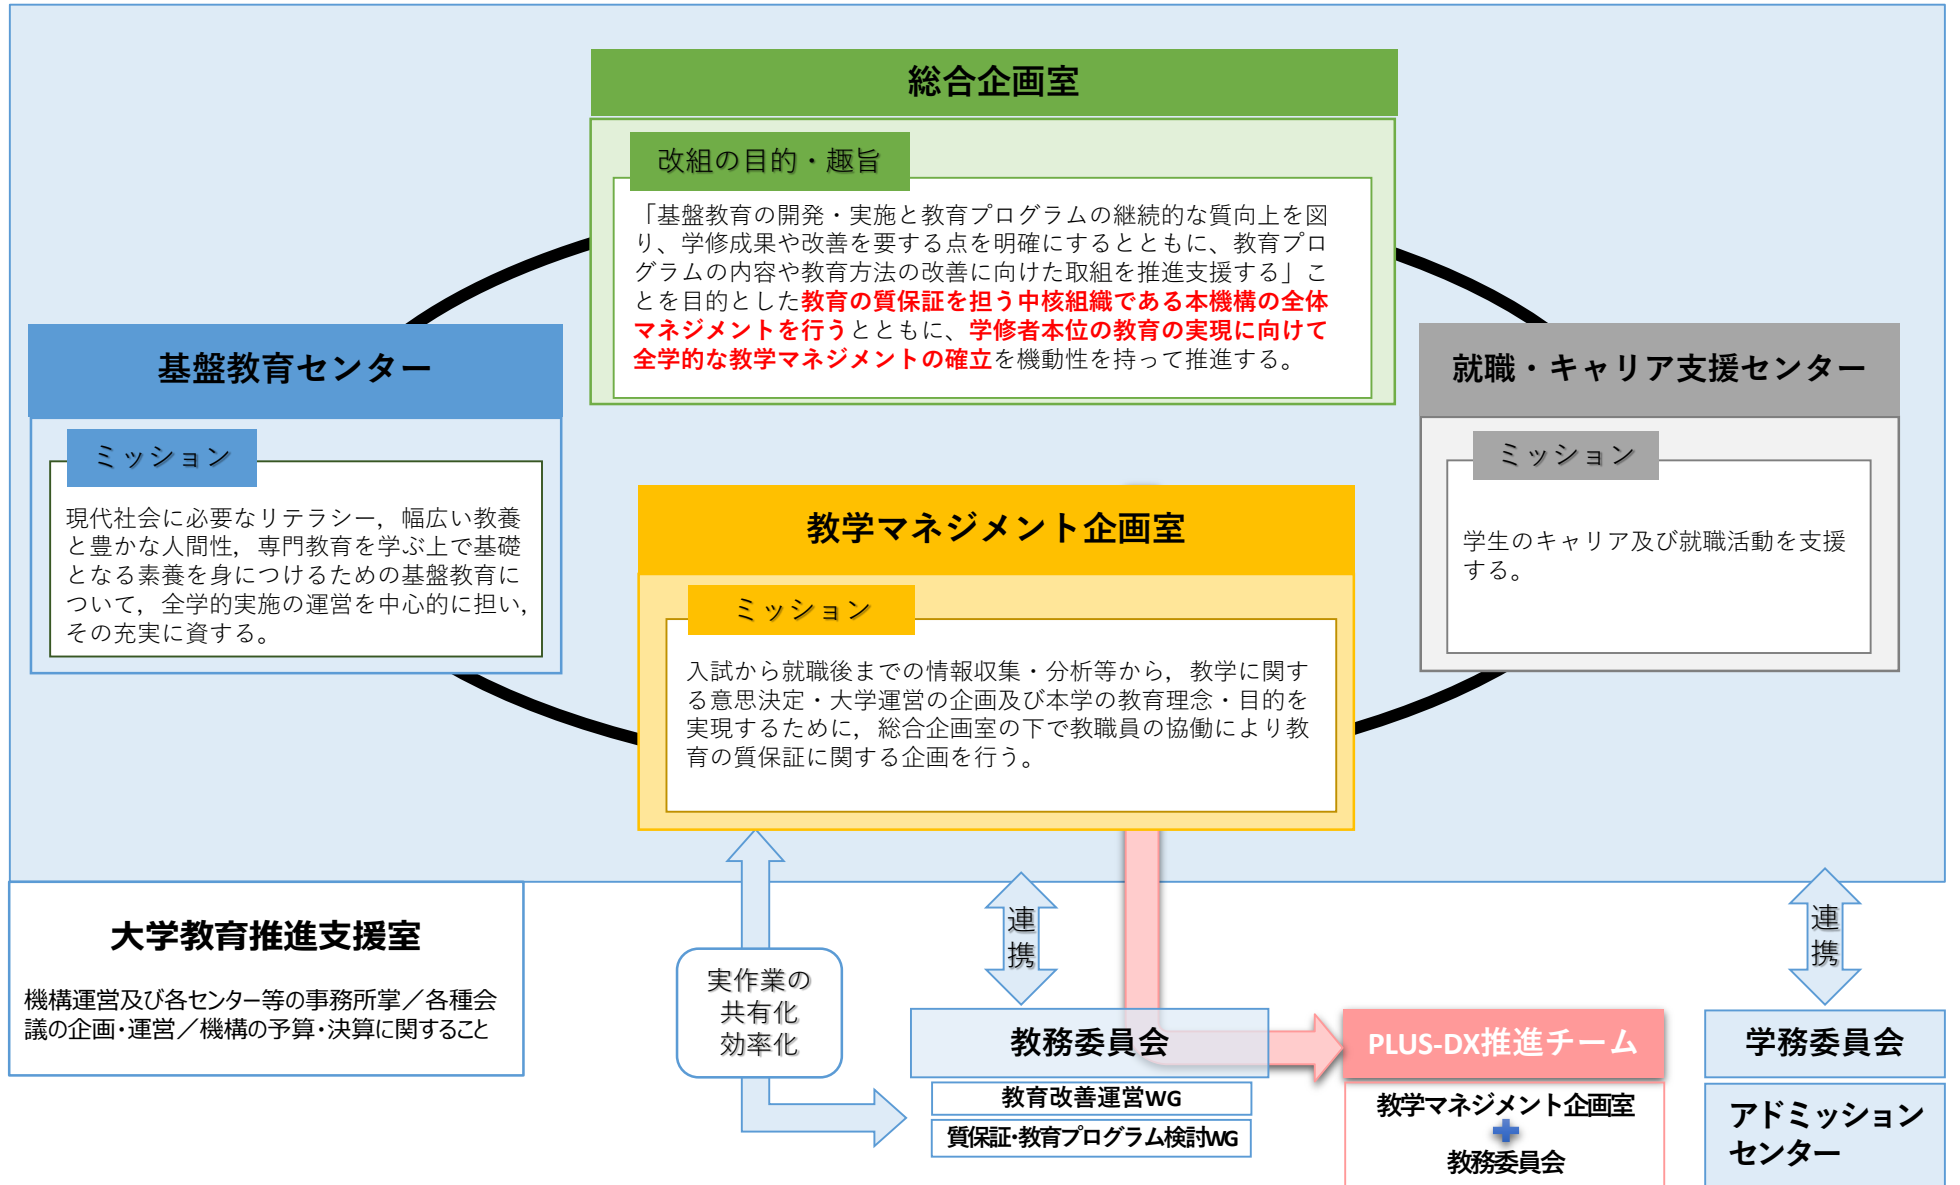 総合企画室
改組の目的・趣旨
「基盤教育の開発・実施と教育プログラムの継続的な質向上を図
り、学修成果や改善を要する点を明確にするとともに、教育プロ
グラムの内容や教育方法の改善に向けた取組を推進支援する」こ
とを目的とした教育の質保証を担う中核組織である本機構の全体
マネジメントを行うとともに、学修者本位の教育の実現に向けて
全学的な教学マネジメントの確立を機動性を持って推進する。
基盤教育センター
ミッション
現代社会に必要なリテラシー，幅広い教養
と豊かな人間性，専門教育を学ぶ上で基礎
となる素養を身につけるための基盤教育に
ついて，全学的実施の運営を中心的に担い，
その充実に資する。
就職・キャリア支援センター
ミッション
学生のキャリア及び就職活動を支援
する。
教学マネジメント企画室
ミッション
入試から就職後までの情報収集・分析等から，教学に関す
る意思決定・大学運営の企画及び本学の教育理念・目的を
実現するために，総合企画室の下で教職員の協働により教
育の質保証に関する企画を行う。
大学教育推進支援室
機構運営及び各センター等の事務所掌／各種会
議の企画・運営／機構の予算・決算に関すること
実作業の
共有化
効率化
連
携
教務委員会
教育改善運営WG
質保証・教育プログラム検討WG
PLUS-DX推進チーム
教学マネジメント企画室
教務委員会
連
携
学務委員会
アドミッション
センター